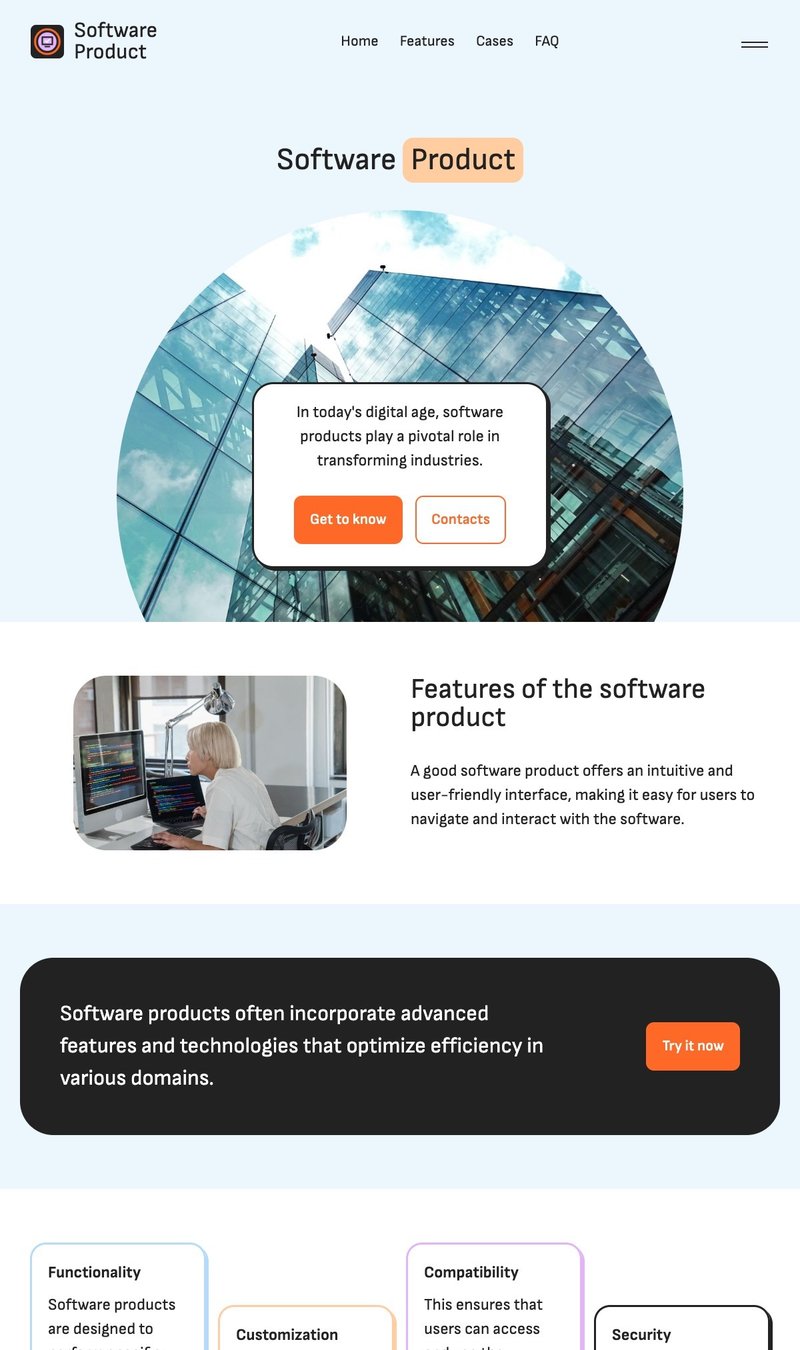 Software
Product
Home Features Cases FAQ
Software Product
In today's digital age, software
products play a pivotal role in
transforming industries.
Get to know Contacts
Features of the software
product
A good software product offers an intuitive and
user-friendly interface, making it easy for users to
navigate and interact with the software.
Software products often incorporate advanced
features and technologies that optimize efficiency in
various domains.
Try it now
Functionality
Software products
are designed to
Customization
Compatibility
This ensures that
users can access
Security